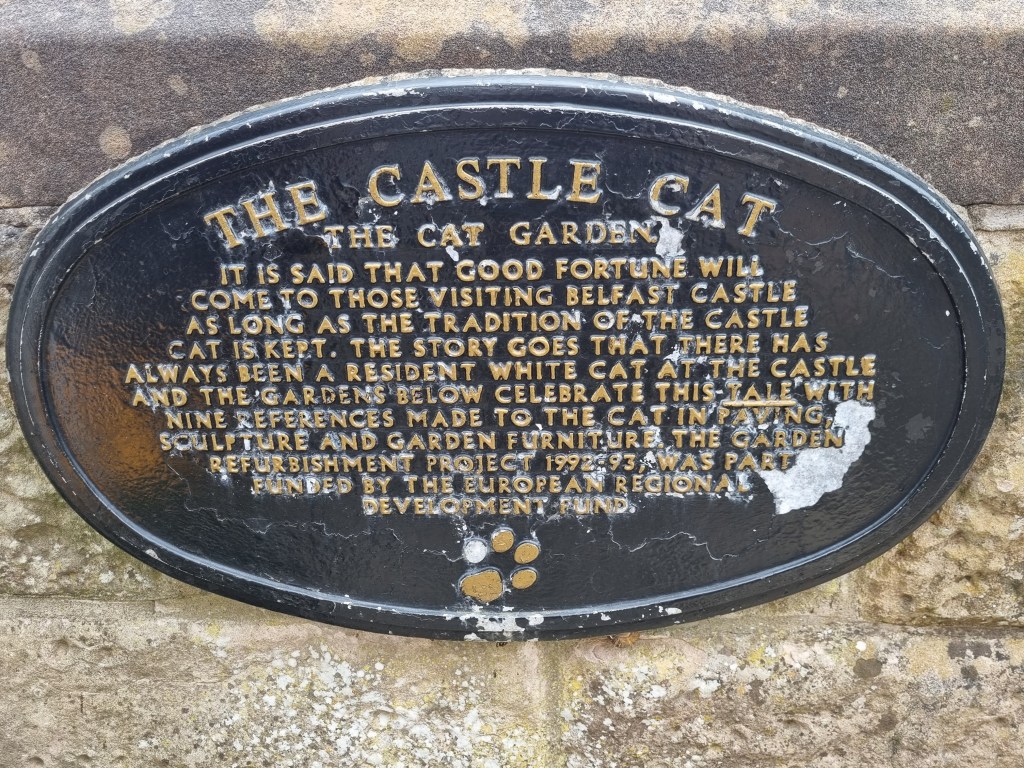 THE CASTLE CAT
THE CAT GARDEN
IT IS SAID THAT GOOD FORTUNE WILL
COME TO THOSE VISITING BELFAST CASTLE
AS LONG AS THE TRADITION OF THE CASTLE
CAT IS KEPT. THE STORY GOES THAT THERE HAS
ALWAYS BEEN A RESIDENT WHITE CAT AT THE CASTLE
AND THE GARDENS BELOW CELEBRATE THIS TALE WITH
NINE REFERENCES MADE TO THE CAT IN PAVING,
SCULPTURE AND GARDEN FURNITURE. THE GARDEN
REFURBISHMENT PROJECT 1992-93, WAS PART
FUNDED BY THE EUROPEAN REGIONAL
DEVELOPMENT FUND.